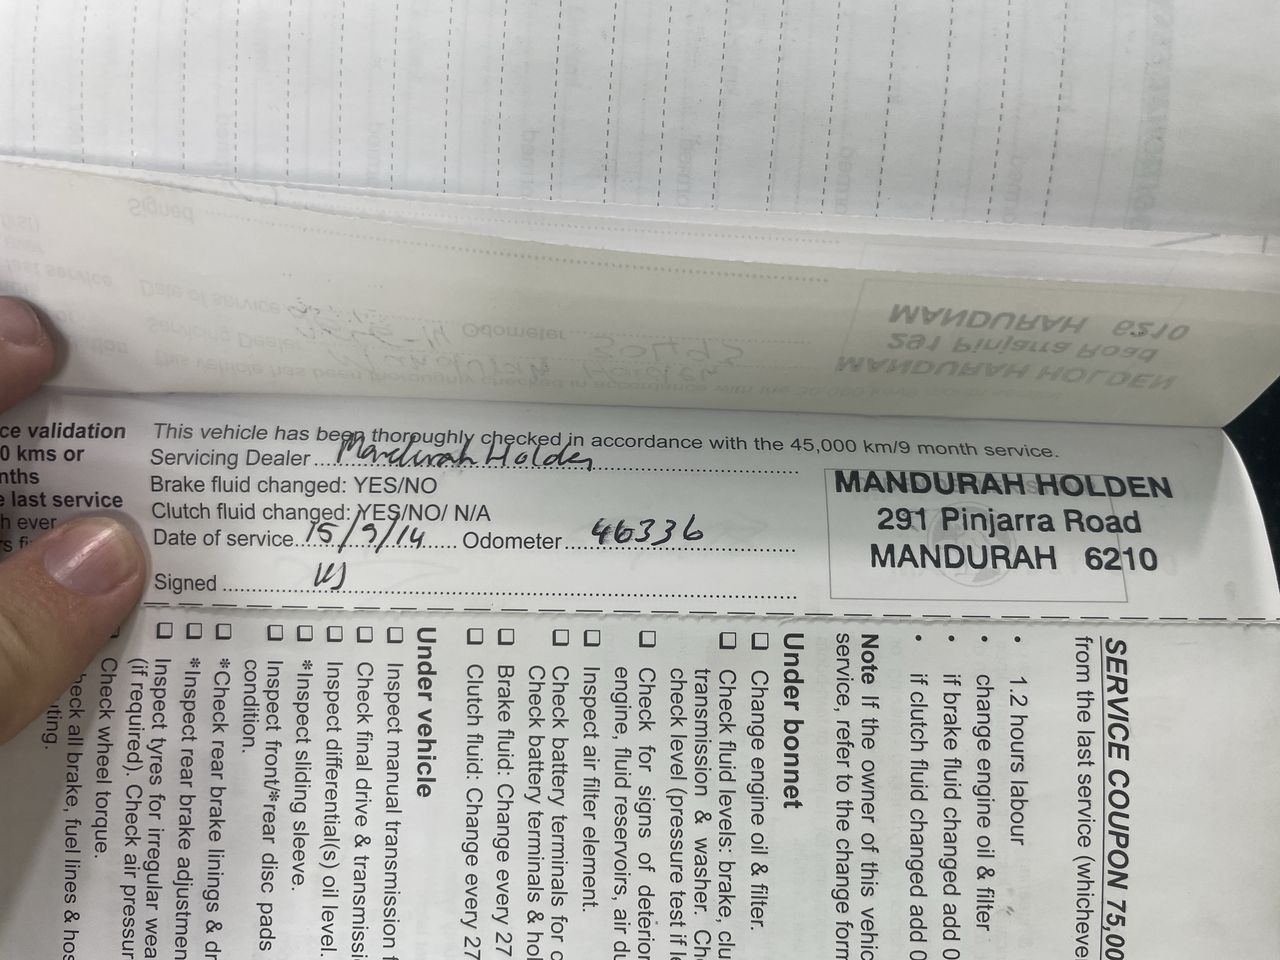 ce validation
0 kms or
nths
e last service
h ever
This vehicle has been thoroughly checked in accordance with the 45,000 km/9 month service.
Servicing Dealer Mandurah Holden
Brake fluid changed: YES/NO
Clutch fluid changed: YES/NO/ N/A
Date of service 15/9/14 Odometer 46336
Signed
MANDURAH HOLDEN
291 Pinjarra Road
MANDURAH 6210
SERVICE COUPON 75,00
from the last service (whicheve
• 1.2 hours labour
• change engine oil & filter
• if brake fluid changed add 0
• if clutch fluid changed add 0
Note If the owner of this vehic
service, refer to the change form
Under bonnet
Change engine oil & filter.
Check fluid levels: brake, clu
transmission & washer. Che
check level (pressure test if le
Check for signs of deterior
engine, fluid reservoirs, air du
Inspect air filter element.
Check battery terminals for c
Check battery terminals & hol
Brake fluid: Change every 27
Clutch fluid: Change every 27
Under vehicle
Inspect manual transmission f
Check final drive & transmissi
Inspect differential(s) oil level.
*Inspect sliding sleeve.
Inspect front/*rear disc pads
condition.
*Check rear brake linings & dr
*Inspect rear brake adjustmen
Inspect tyres for irregular wea
(if required). Check air pressur
Check wheel torque.
heck all brake, fuel lines & hos
uting.